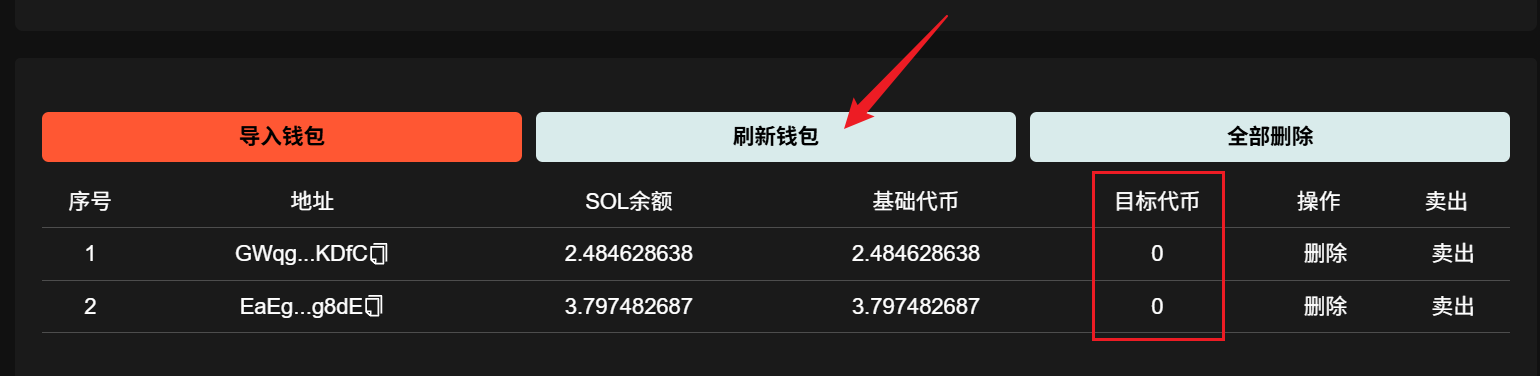 导入钱包 刷新钱包 全部删除
序号 地址 SOL余额 基础代币 目标代币 操作 卖出
1 GWqg...KDfC 2.484628638 2.484628638 0 删除 卖出
2 EaEg...g8dE 3.797482687 3.797482687 0 删除 卖出